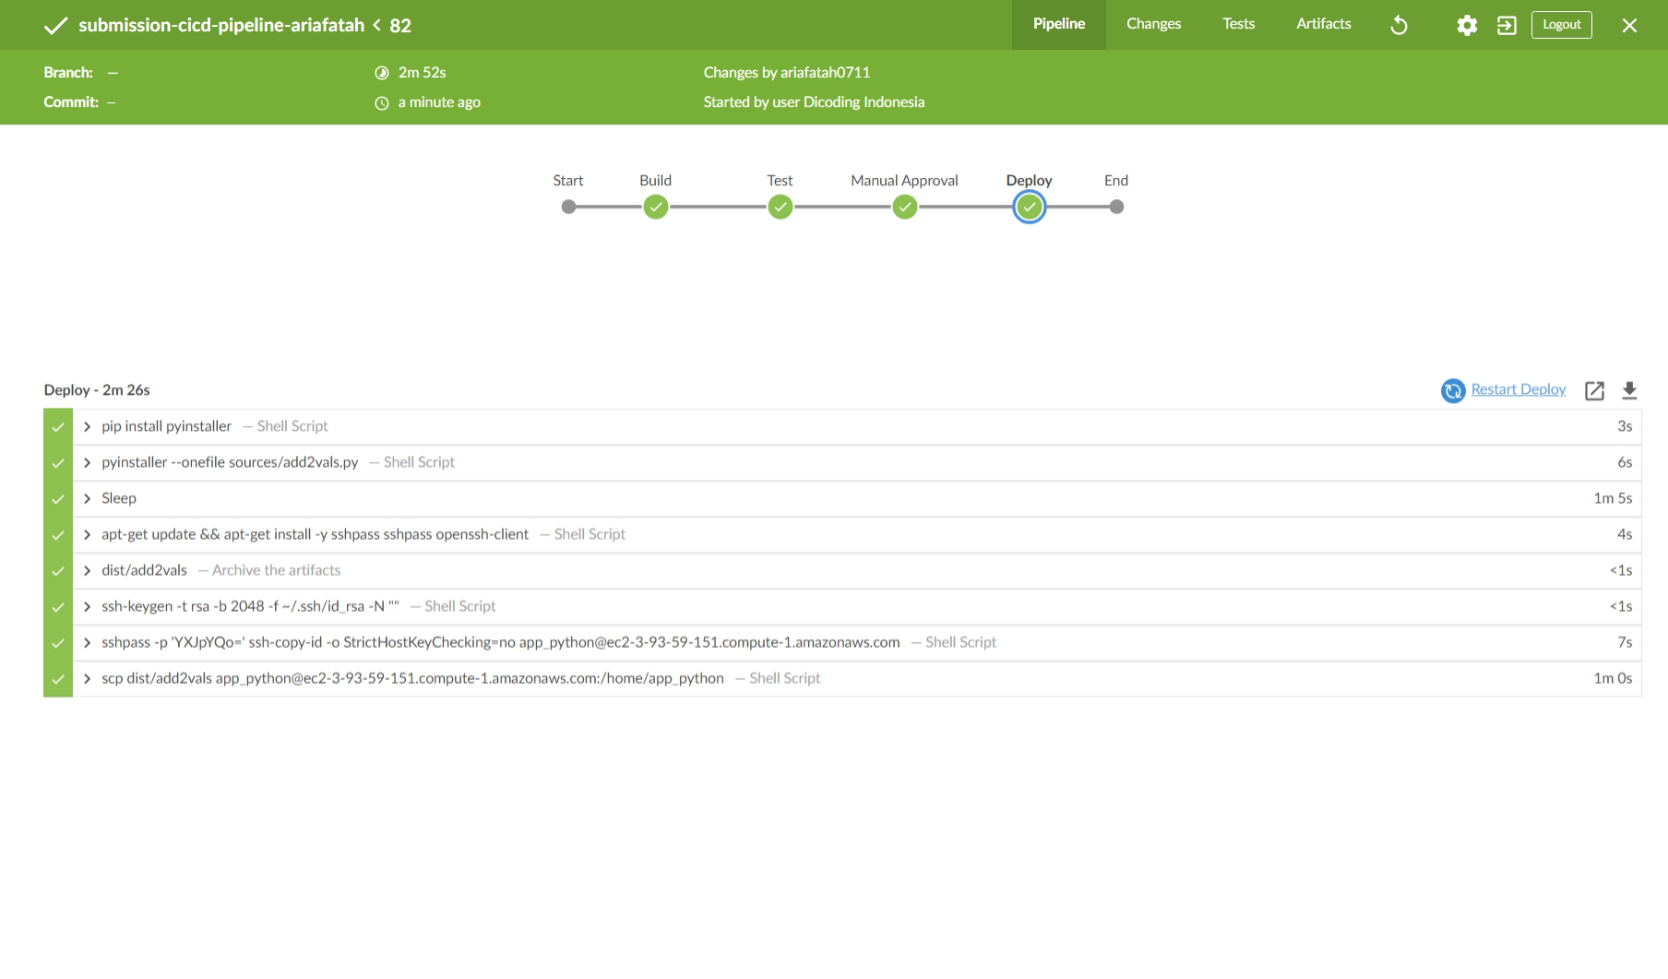 submission-cicd-pipeline-ariafatah < 82
Pipeline
Changes
Tests
Artifacts
Logout
Branch: —
2m 52s
Changes by ariafatah0711
Commit: —
a minute ago
Started by user Dicoding Indonesia
Start
Build
Test
Manual Approval
Deploy
End
Deploy - 2m 26s
Restart Deploy
pip install pyinstaller — Shell Script 3s
pyinstaller --onefile sources/add2vals.py — Shell Script 6s
Sleep 1m 5s
apt-get update && apt-get install -y sshpass sshpass openssh-client — Shell Script 4s
dist/add2vals — Archive the artifacts <1s
ssh-keygen -t rsa -b 2048 -f ~/.ssh/id_rsa -N "" — Shell Script <1s
sshpass -p 'YXJpYQo=' ssh-copy-id -o StrictHostKeyChecking=no app_python@ec2-3-93-59-151.compute-1.amazonaws.com — Shell Script 7s
scp dist/add2vals app_python@ec2-3-93-59-151.compute-1.amazonaws.com:/home/app_python — Shell Script 1m 0s